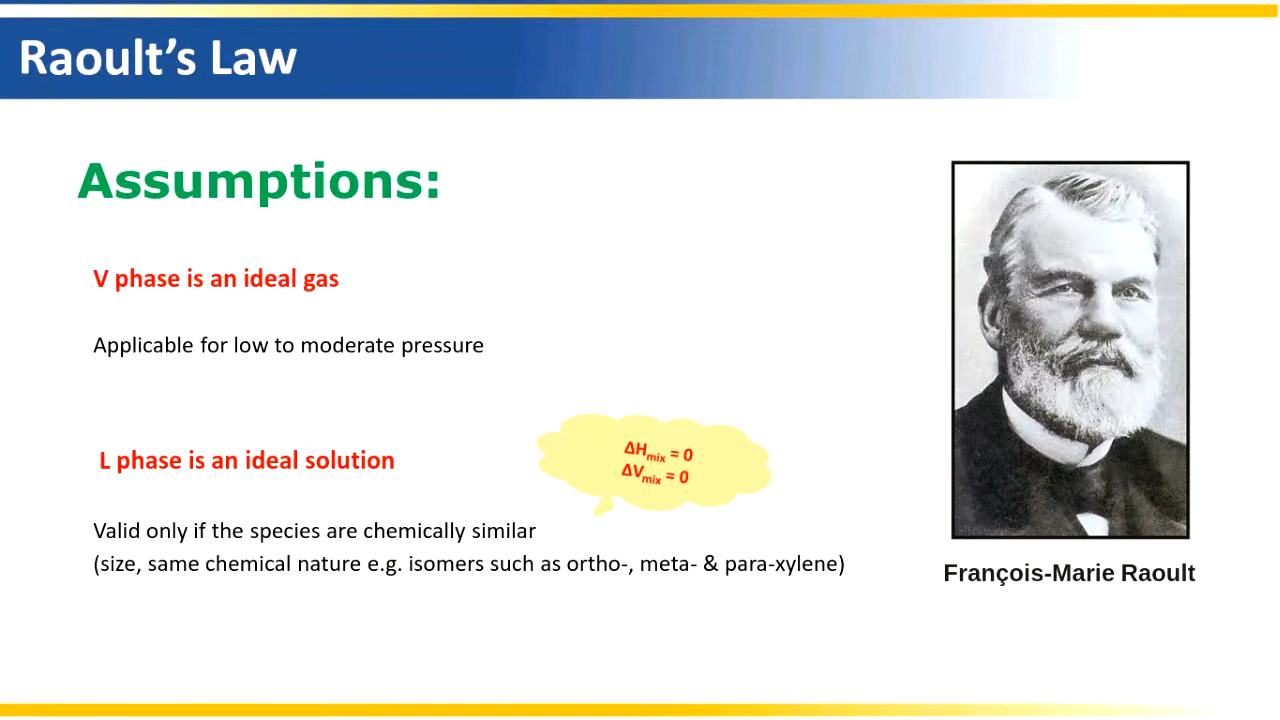 Raoult’s Law
Assumptions:
V phase is an ideal gas
Applicable for low to moderate pressure
L phase is an ideal solution
ΔHmix = 0
ΔVmix = 0
Valid only if the species are chemically similar
(size, same chemical nature e.g. isomers such as ortho-, meta- & para-xylene)
François-Marie Raoult